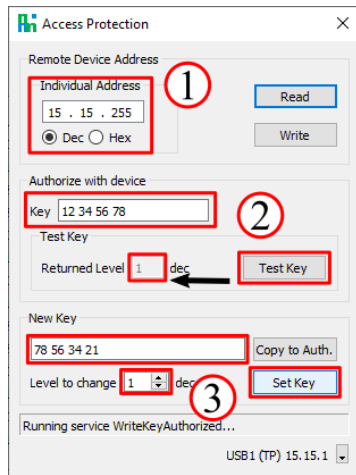 Access Protection
Remote Device Address
Individual Address
1
15 . 15 . 255
Read
Dec Hex
Write
Authorize with device
Key 12 34 56 78
2
Test Key
Returned Level 1 dec
Test Key
New Key
78 56 34 21
Copy to Auth.
Level to change 1 dec
3
Set Key
Running service WriteKeyAuthorized...
USB1 (TP) 15.15.1